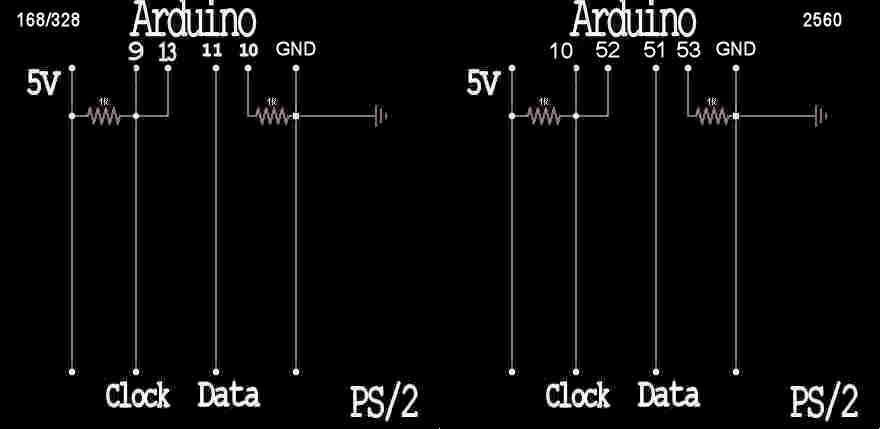 168/328 Arduino
9 13 11 10 GND
5V
1K 1K
Clock Data
PS/2
Arduino 2560
10 52 51 53 GND
1K 1K
Clock Data
PS/2